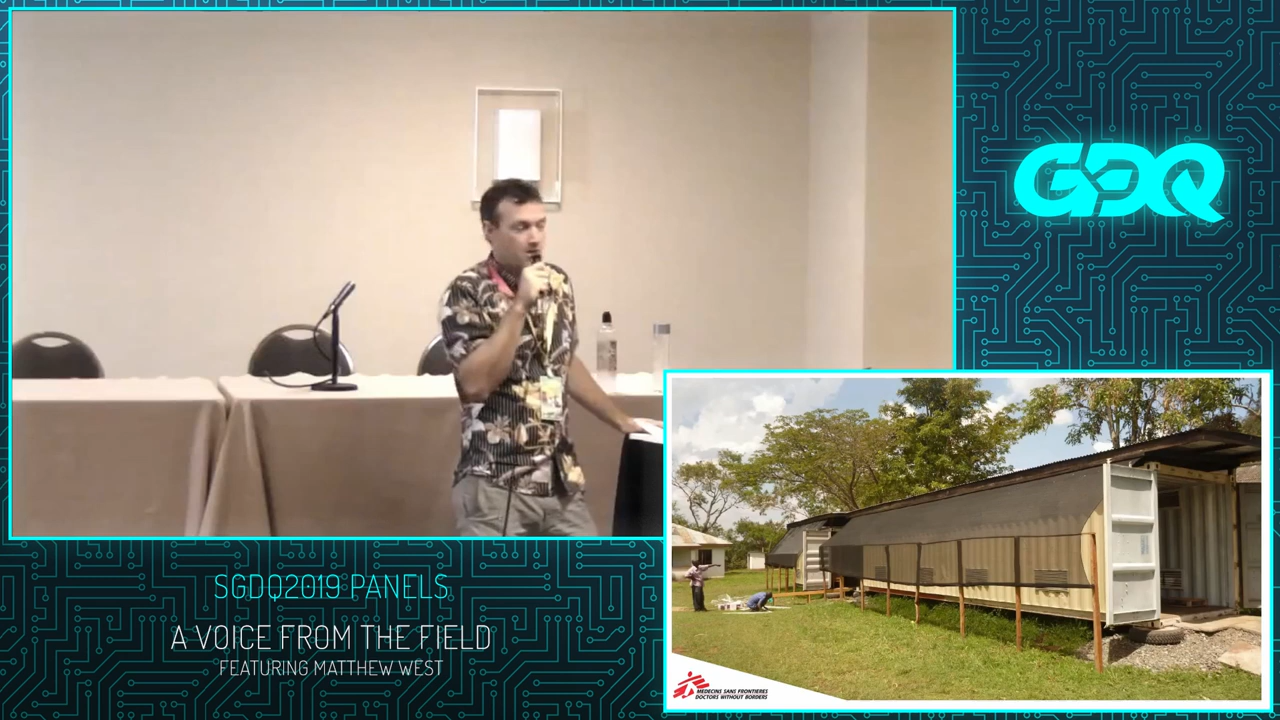 GDQ
SGDQ2019 PANELS
A VOICE FROM THE FIELD
FEATURING MATTHEW WEST
MEDECINS SANS FRONTIERES
DOCTORS WITHOUT BORDERS